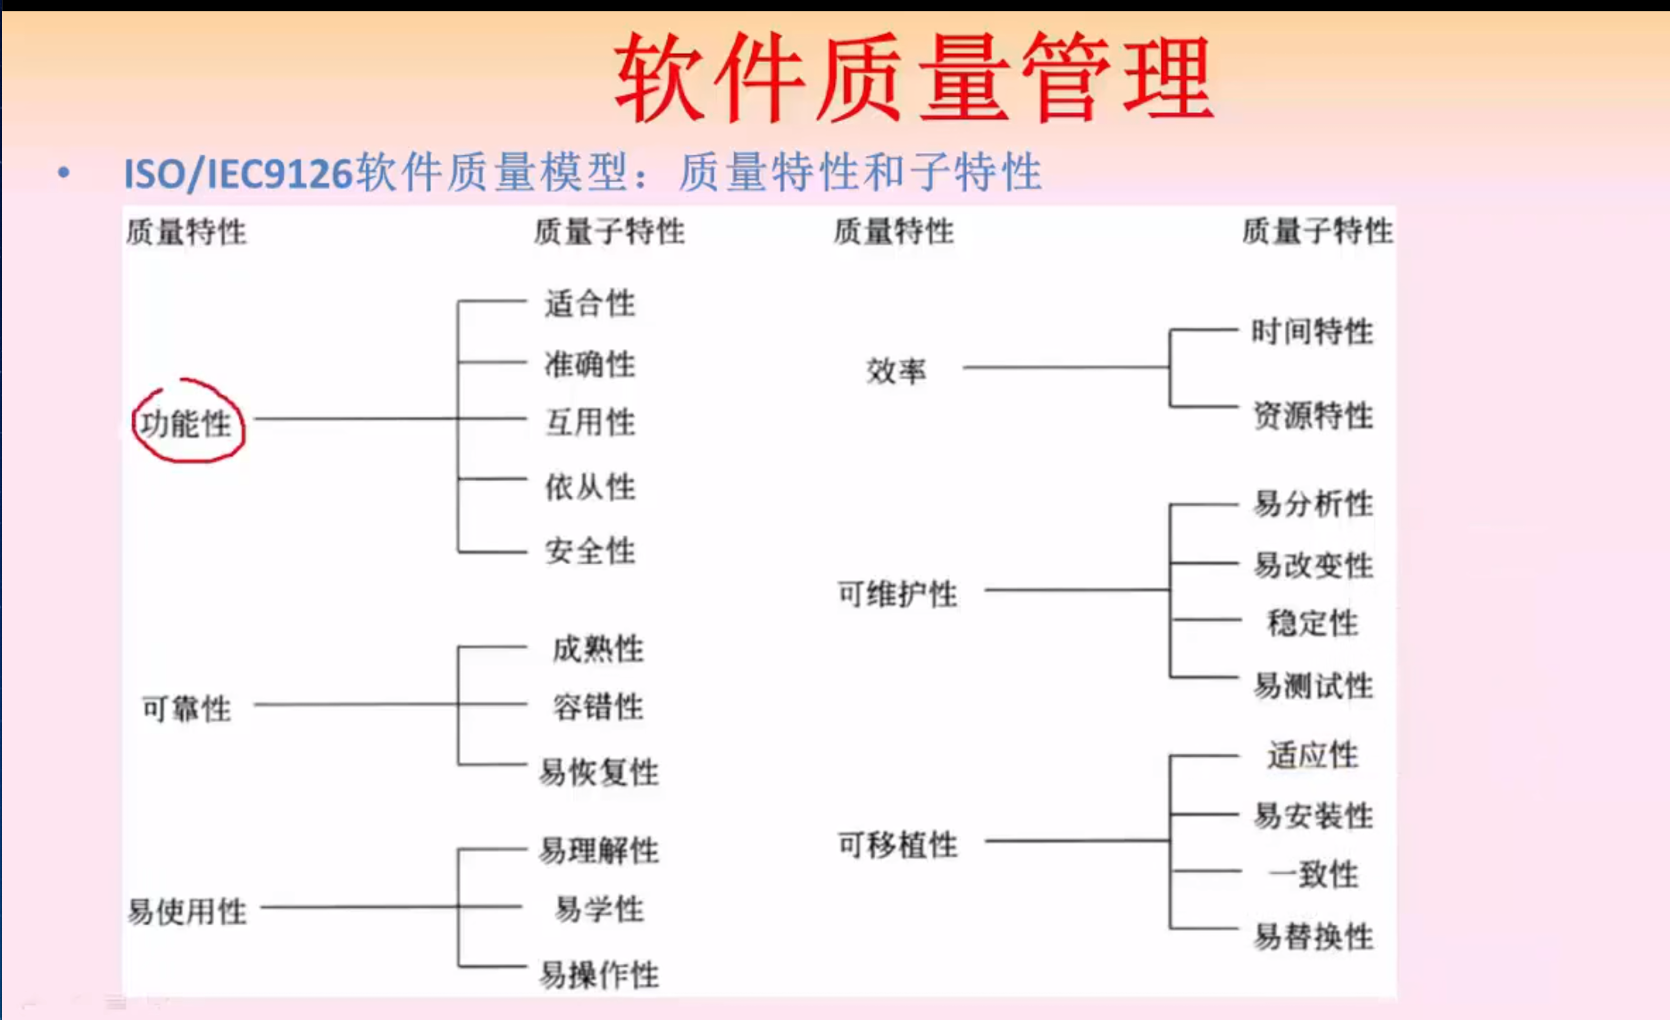 软件质量管理
• ISO/IEC9126软件质量模型：质量特性和子特性
质量特性 质量子特性
功能性
适合性
准确性
互用性
依从性
安全性
可靠性
成熟性
容错性
易恢复性
易使用性
易理解性
易学性
易操作性
质量特性 质量子特性
效率
时间特性
资源特性
可维护性
易分析性
易改变性
稳定性
易测试性
可移植性
适应性
易安装性
一致性
易替换性